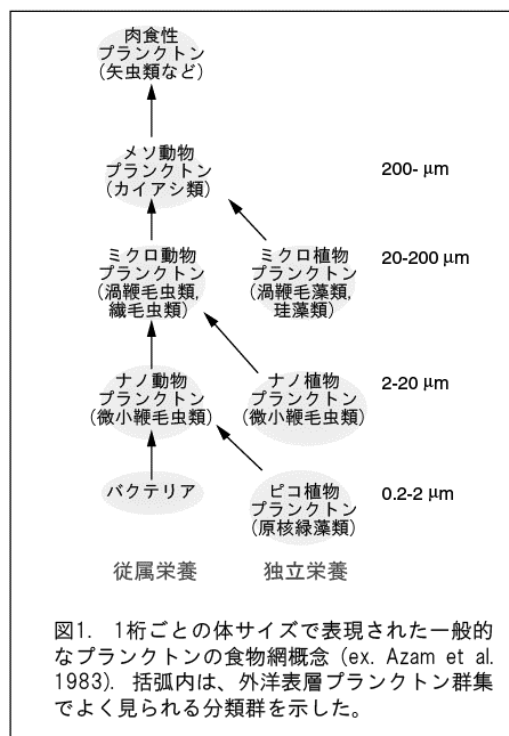 肉食性
プランクトン
(矢虫類など)
メソ動物
プランクトン
(カイアシ類)
200- μm
ミクロ動物
プランクトン
(渦鞭毛虫類,
繊毛虫類)
ミクロ植物
プランクトン
(渦鞭毛藻類,
珪藻類)
20-200 μm
ナノ動物
プランクトン
(微小鞭毛虫類)
ナノ植物
プランクトン
(微小鞭毛虫類)
2-20 μm
バクテリア
ピコ植物
プランクトン
(原核緑藻類)
0.2-2 μm
従属栄養
独立栄養
図1. 1桁ごとの体サイズで表現された一般的
なプランクトンの食物網概念 (ex. Azam et al.
1983). 括弧内は、外洋表層プランクトン群集
でよく見られる分類群を示した。